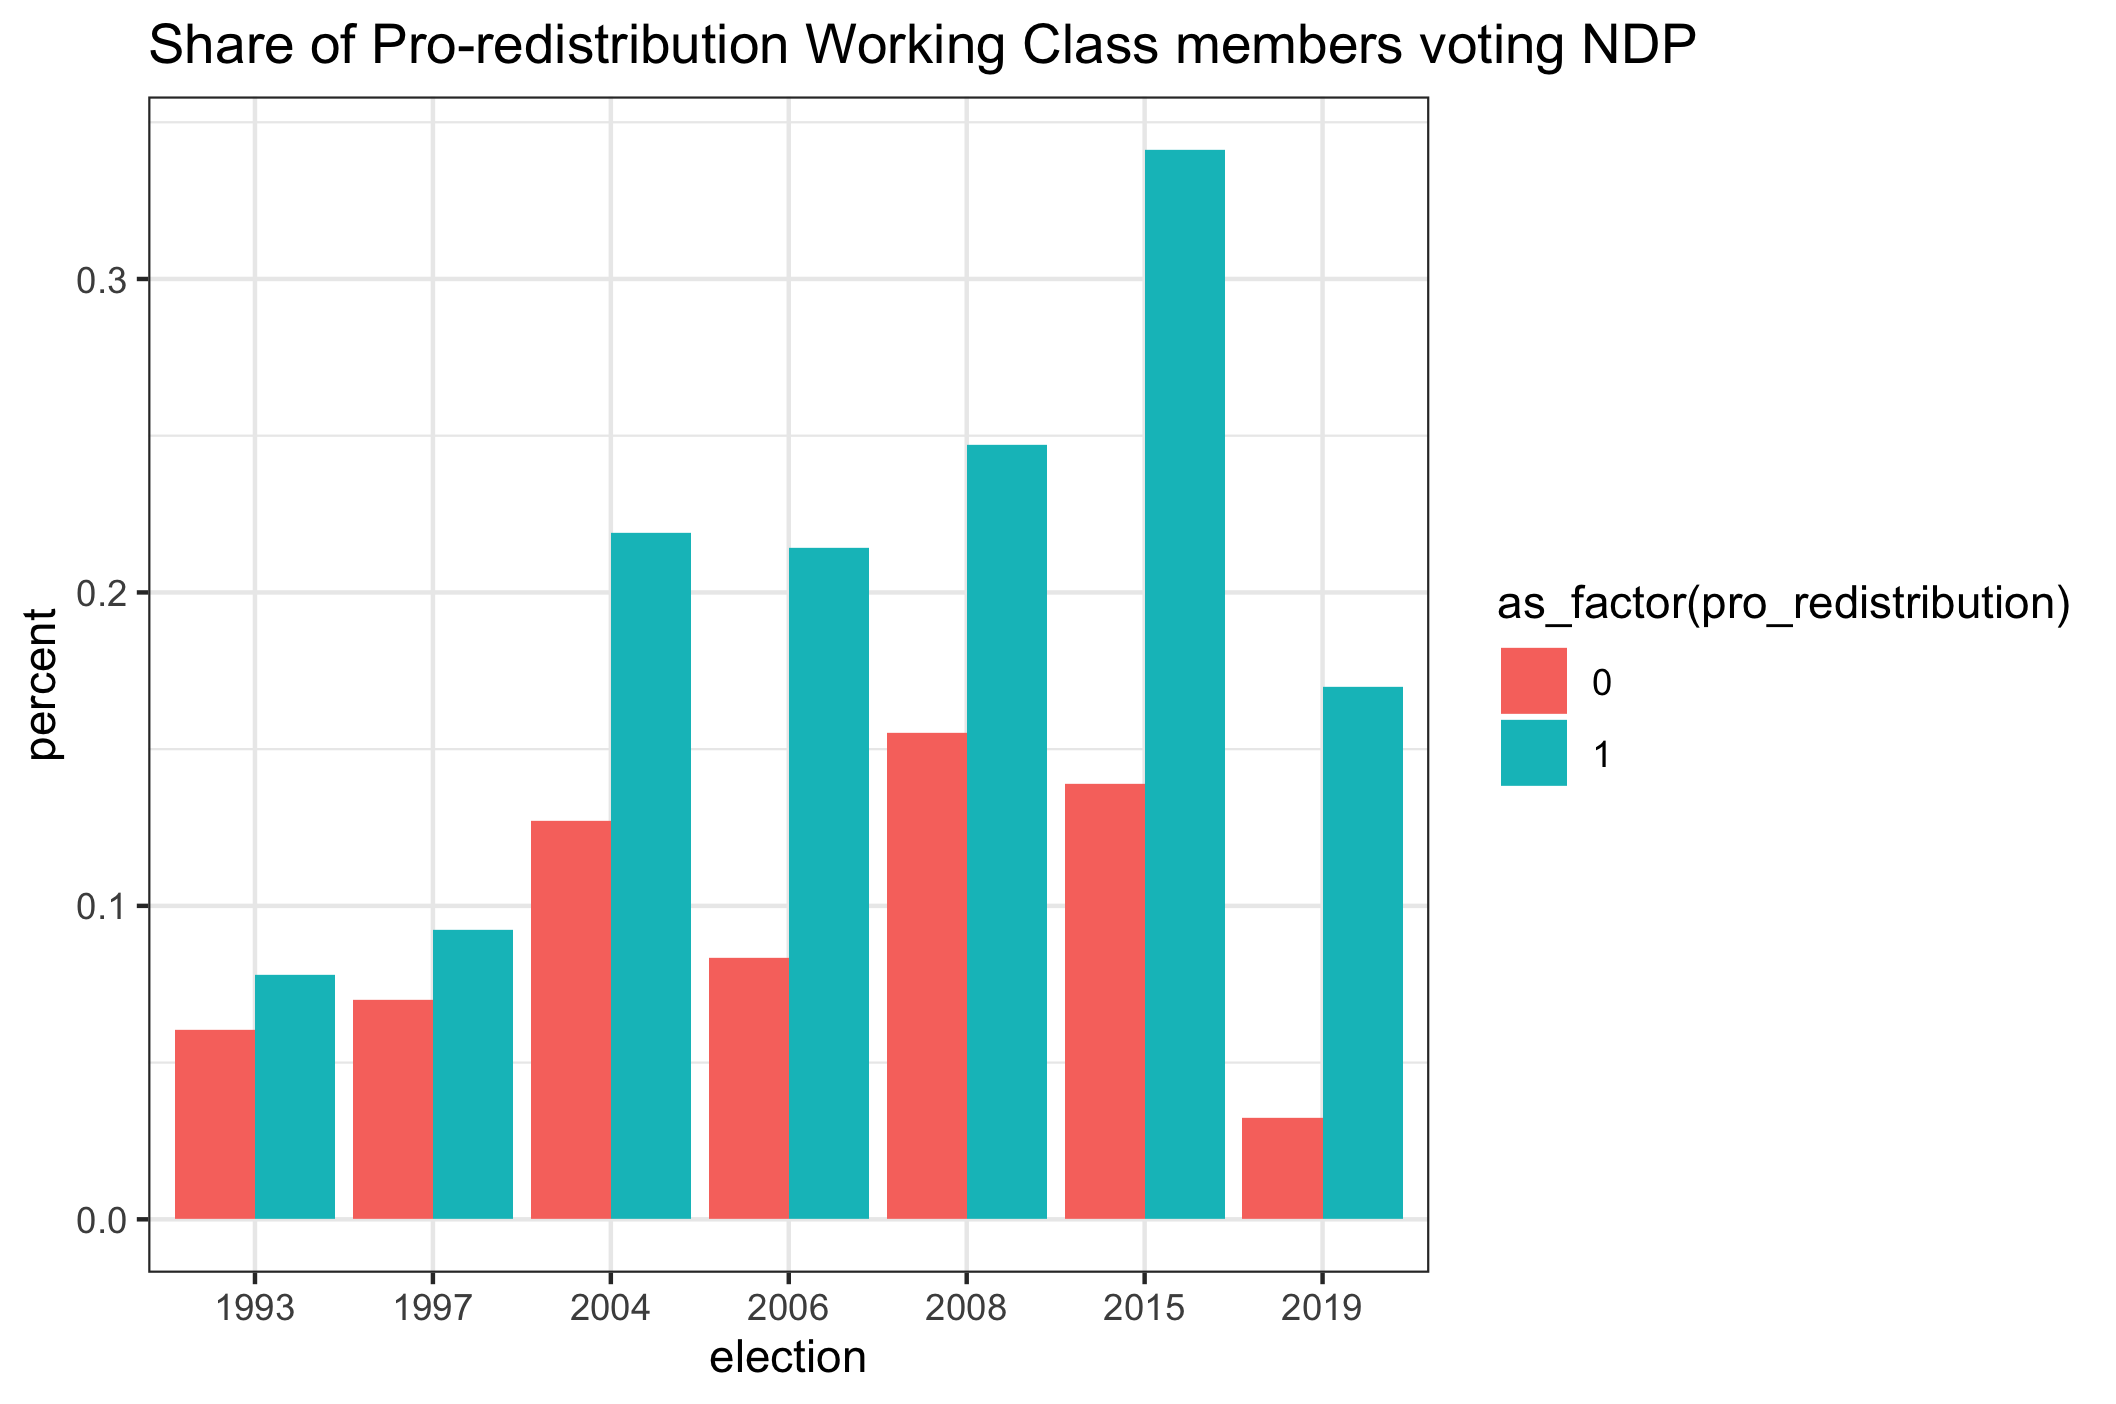 Share of Pro-redistribution Working Class members voting NDP
percent
0.3
0.2
0.1
0.0
1993 1997 2004 2006 2008 2015 2019
election
as_factor(pro_redistribution)
0
1